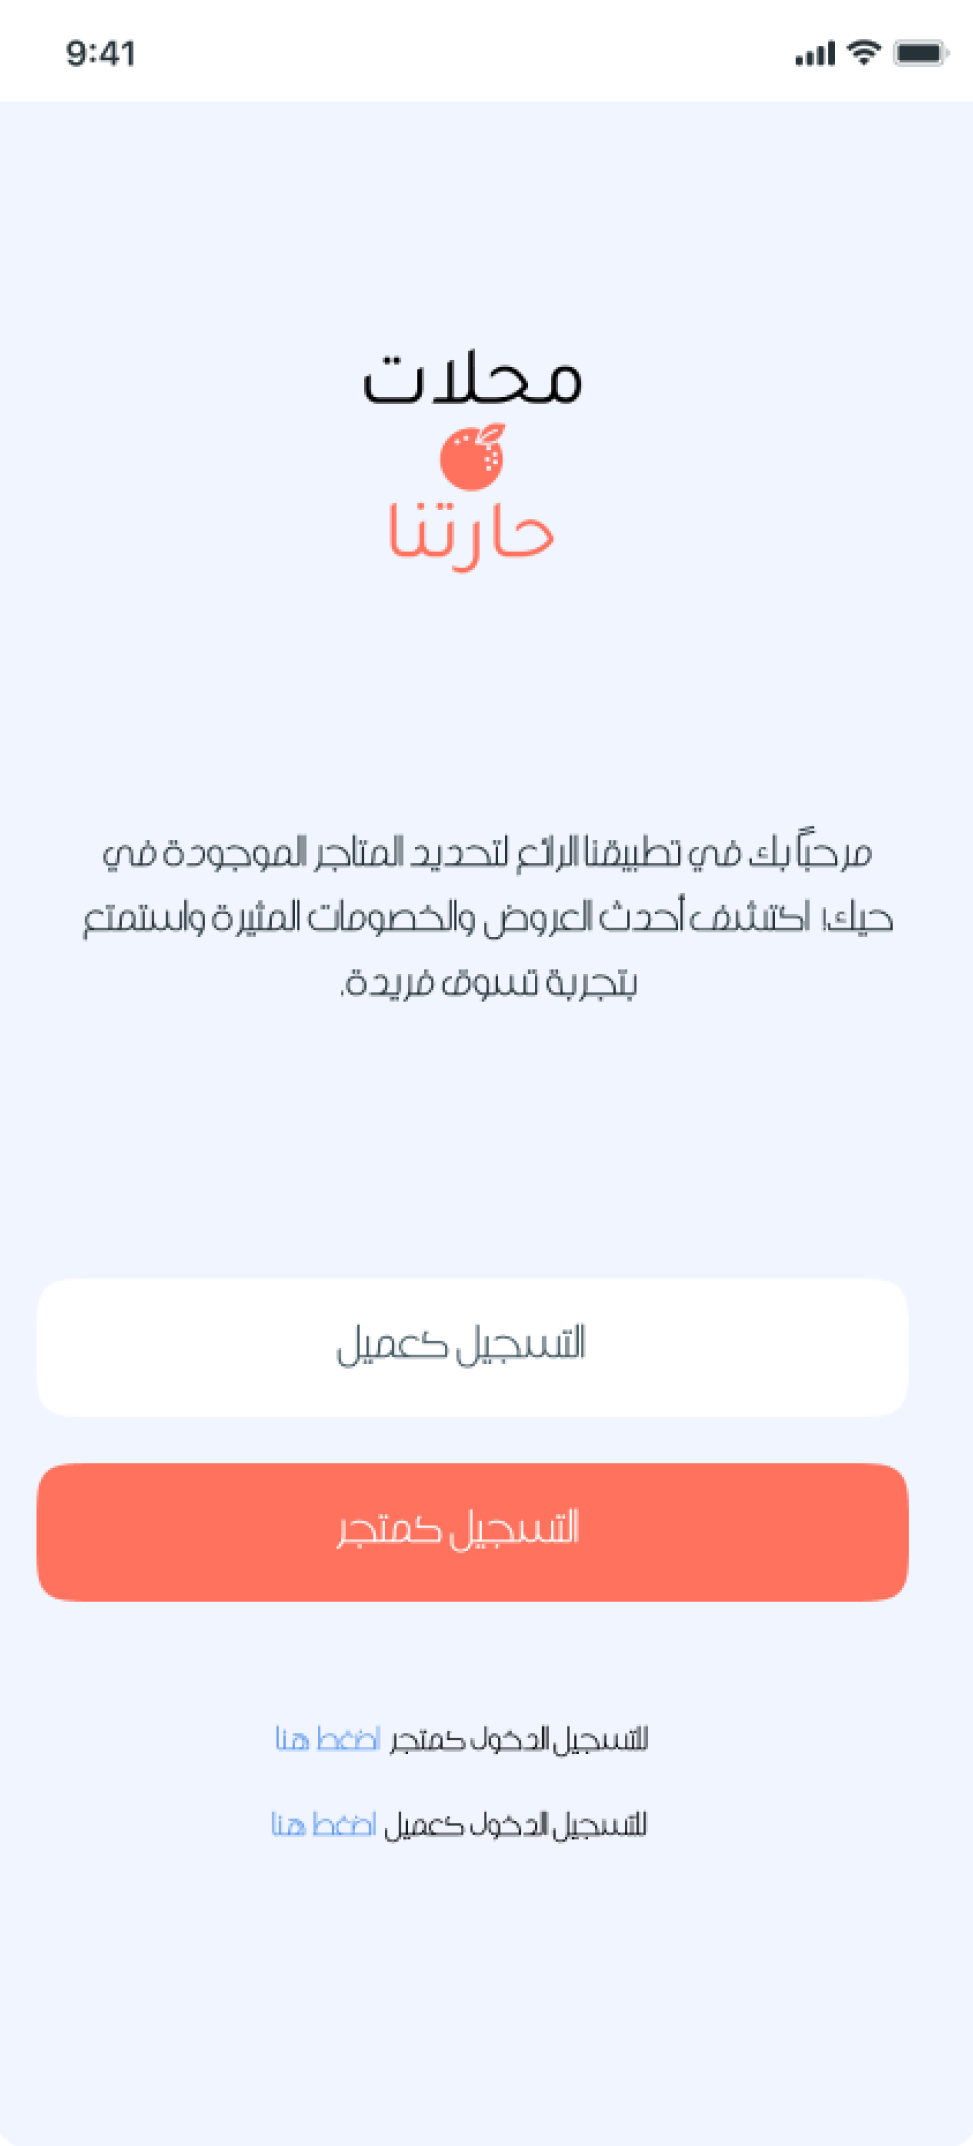 9:41
محلات
حارتنا
مرحباً بك في تطبيقنا الرائع لتحديد المتاجر الموجودة في
حيك! اكتشف أحدث العروض والخصومات المثيرة واستمتع
بتجربة تسوق فريدة.
التسجيل كعميل
التسجيل كمتجر
للتسجيل الدخول كمتجر اضغط هنا
للتسجيل الدخول كعميل اضغط هنا